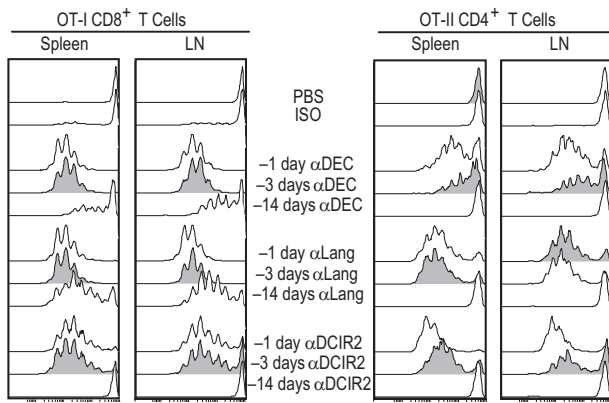 OT-I CD8+ T Cells
OT-II CD4+ T Cells
Spleen
LN
Spleen
LN
PBS
ISO
–1 day αDEC
–3 days αDEC
–14 days αDEC
–1 day αLang
–3 days αLang
–14 days αLang
–1 day αDCIR2
–3 days αDCIR2
–14 days αDCIR2